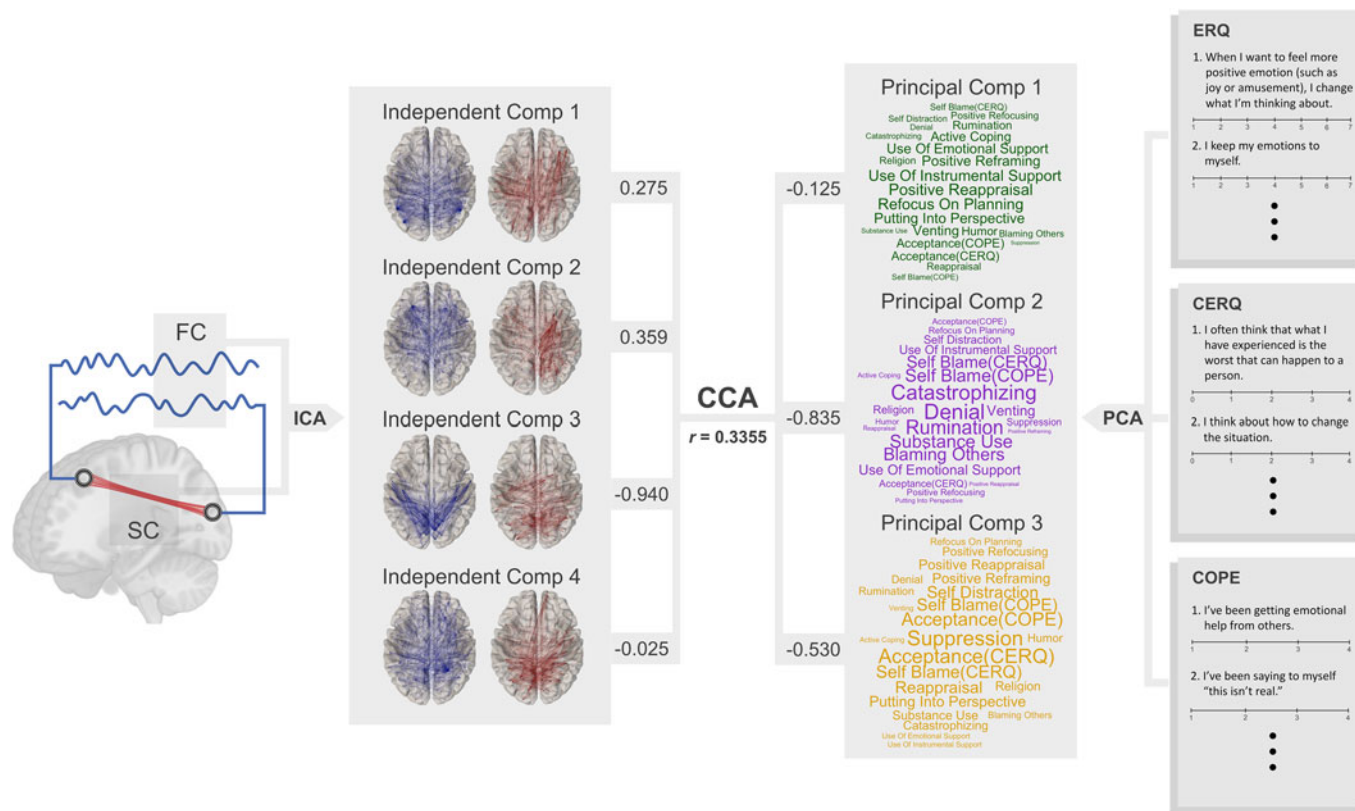 FC
SC
ICA
Independent Comp 1
Independent Comp 2
Independent Comp 3
Independent Comp 4
0.275
0.359
-0.940
-0.025
CCA
r = 0.3355
-0.125
-0.835
-0.530
Principal Comp 1
Self Blame(CERQ)
Self Distraction Positive Refocusing
Denial Rumination
Catastrophizing Active Coping
Use Of Emotional Support
Religion Positive Reframing
Use Of Instrumental Support
Positive Reappraisal
Refocus On Planning
Putting Into Perspective
Substance Use Venting Humor Blaming Others
Acceptance(COPE) Suppression
Acceptance(CERQ)
Reappraisal
Self Blame(COPE)
Principal Comp 2
Acceptance(COPE)
Refocus On Planning
Self Distraction
Use Of Instrumental Support
Self Blame(CERQ)
Active Coping Self Blame(COPE)
Catastrophizing
Religion Denial Venting
Humor Suppression
Reappraisal Rumination Positive Reframing
Substance Use
Blaming Others
Use Of Emotional Support
Acceptance(CERQ) Positive Reappraisal
Positive Refocusing
Putting Into Perspective
Principal Comp 3
Refocus On Planning
Positive Refocusing
Positive Reappraisal
Denial Positive Reframing
Rumination Self Distraction
Venting Self Blame(COPE)
Acceptance(COPE)
Active Coping Suppression Humor
Acceptance(CERQ)
Self Blame(CERQ)
Reappraisal Religion
Putting Into Perspective
Substance Use Blaming Others
Catastrophizing
Use Of Emotional Support
Use Of Instrumental Support
PCA
ERQ
1. When I want to feel more
positive emotion (such as
joy or amusement), I change
what I'm thinking about.
1 2 3 4 5 6 7
2. I keep my emotions to
myself.
1 2 3 4 5 6 7
CERQ
1. I often think that what I
have experienced is the
worst that can happen to a
person.
0 1 2 3 4
2. I think about how to change
the situation.
0 1 2 3 4
COPE
1. I've been getting emotional
help from others.
1 2 3 4
2. I've been saying to myself
"this isn't real."
1 2 3 4